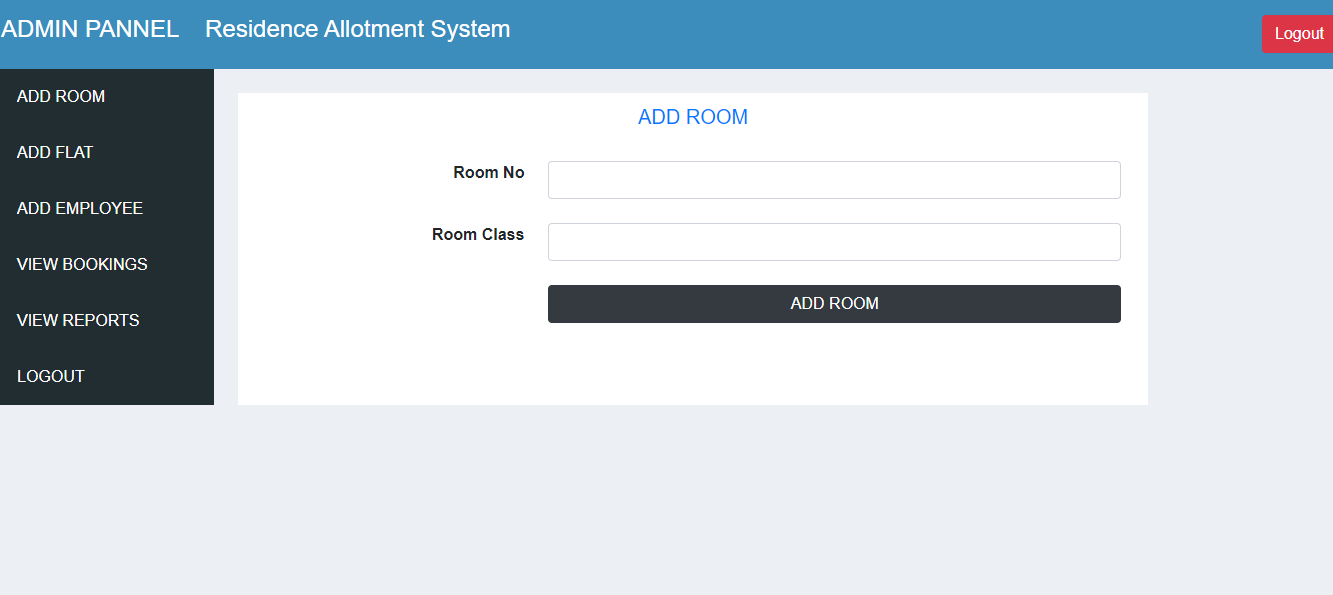 ADMIN PANNEL Residence Allotment System
Logout
ADD ROOM
ADD FLAT
ADD EMPLOYEE
VIEW BOOKINGS
VIEW REPORTS
LOGOUT
ADD ROOM
Room No
Room Class
ADD ROOM